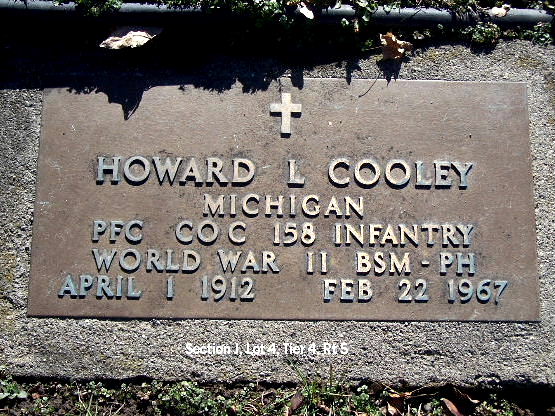 HOWARD L COOLEY
MICHIGAN
PFC CO C 158 INFANTRY
WORLD WAR II BSM - PH
APRIL 1 1912 FEB 22 1967
Section I, Lot 4, Tier 4, Rt 5